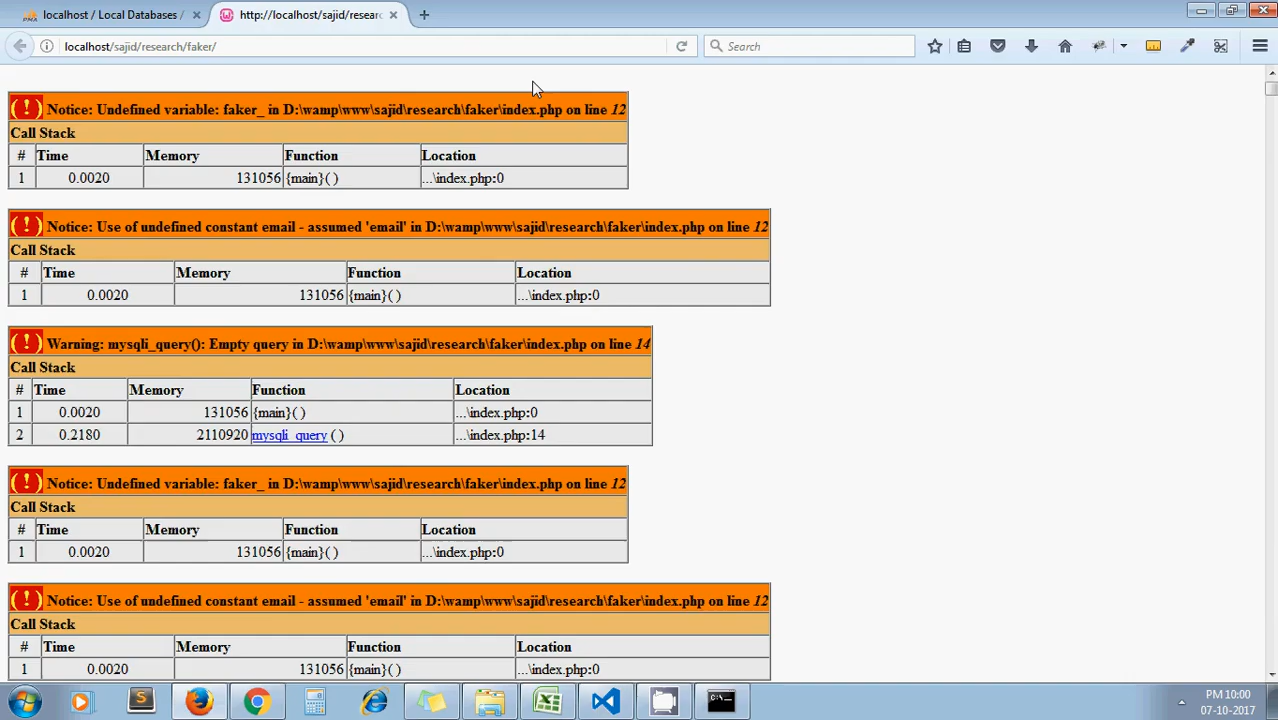 localhost / Local Databases /
http://localhost/sajid/resear
localhost/sajid/research/faker/
Search
( ! ) Notice: Undefined variable: faker_ in D:\wamp\www\sajid\research\faker\index.php on line 12
Call Stack
# Time Memory Function Location
1 0.0020 131056 {main}( ) ...\index.php:0
( ! ) Notice: Use of undefined constant email - assumed 'email' in D:\wamp\www\sajid\research\faker\index.php on line 12
Call Stack
# Time Memory Function Location
1 0.0020 131056 {main}( ) ...\index.php:0
( ! ) Warning: mysqli_query(): Empty query in D:\wamp\www\sajid\research\faker\index.php on line 14
Call Stack
# Time Memory Function Location
1 0.0020 131056 {main}( ) ...\index.php:0
2 0.2180 2110920 mysqli_query ( ) ...\index.php:14
( ! ) Notice: Undefined variable: faker_ in D:\wamp\www\sajid\research\faker\index.php on line 12
Call Stack
# Time Memory Function Location
1 0.0020 131056 {main}( ) ...\index.php:0
( ! ) Notice: Use of undefined constant email - assumed 'email' in D:\wamp\www\sajid\research\faker\index.php on line 12
Call Stack
# Time Memory Function Location
1 0.0020 131056 {main}( ) ...\index.php:0
PM 10:00
07-10-2017